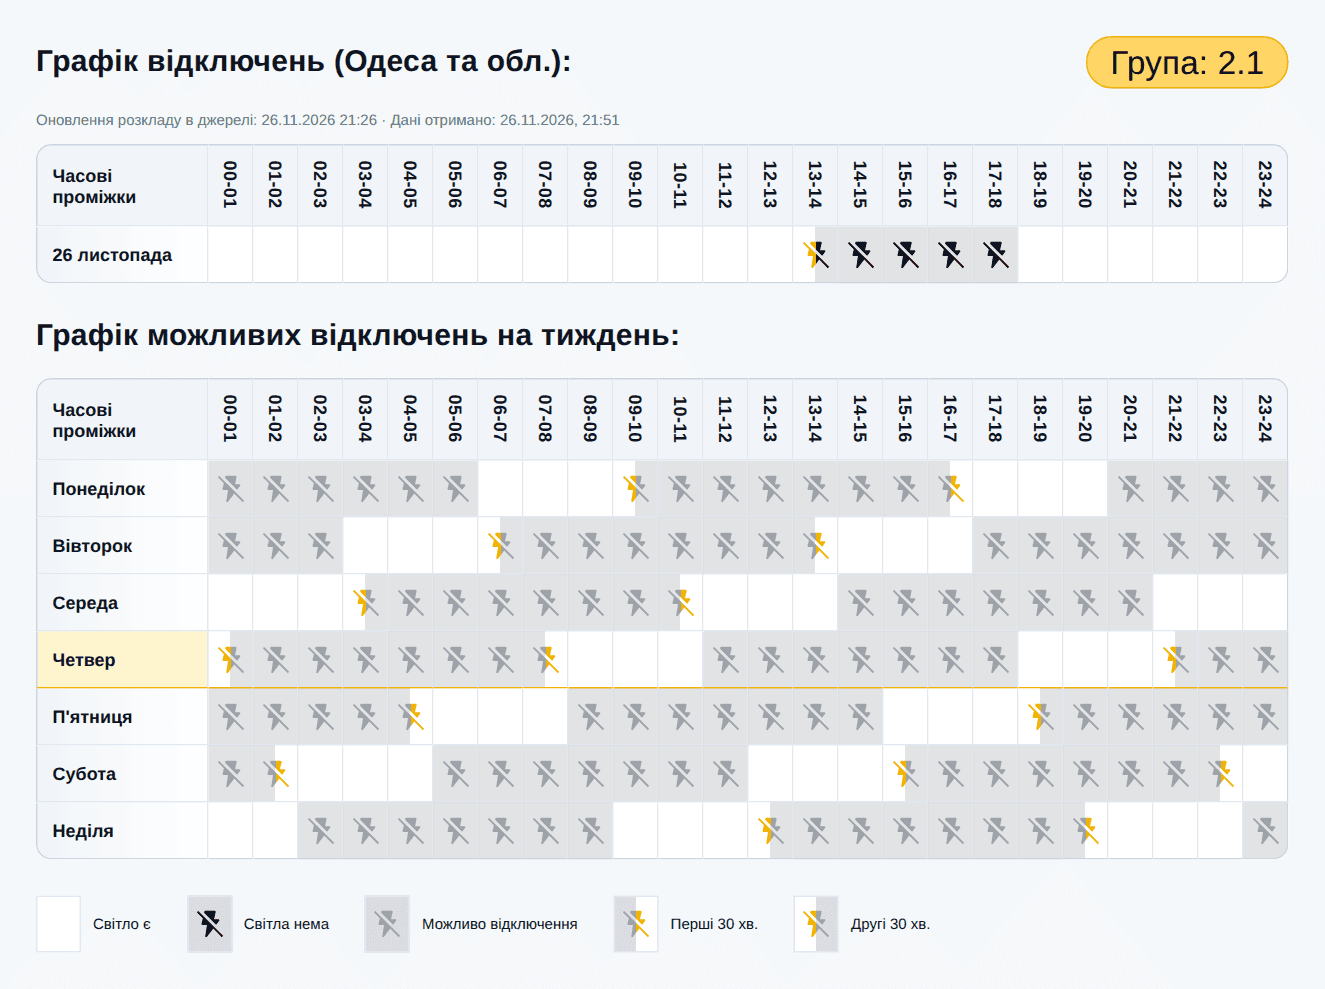 Графік відключень (Одеса та обл.):
Група: 2.1
Оновлення розкладу в джерелі: 26.11.2026 21:26 · Дані отримано: 26.11.2026, 21:51
Часові
проміжки
00-01 01-02 02-03 03-04 04-05 05-06 06-07 07-08 08-09 09-10 10-11 11-12 12-13 13-14 14-15 15-16 16-17 17-18 18-19 19-20 20-21 21-22 22-23 23-24
26 листопада
Графік можливих відключень на тиждень:
Часові
проміжки
00-01 01-02 02-03 03-04 04-05 05-06 06-07 07-08 08-09 09-10 10-11 11-12 12-13 13-14 14-15 15-16 16-17 17-18 18-19 19-20 20-21 21-22 22-23 23-24
Понеділок
Вівторок
Середа
Четвер
П'ятниця
Субота
Неділя
Світло є
Світла нема
Можливо відключення
Перші 30 хв.
Другі 30 хв.